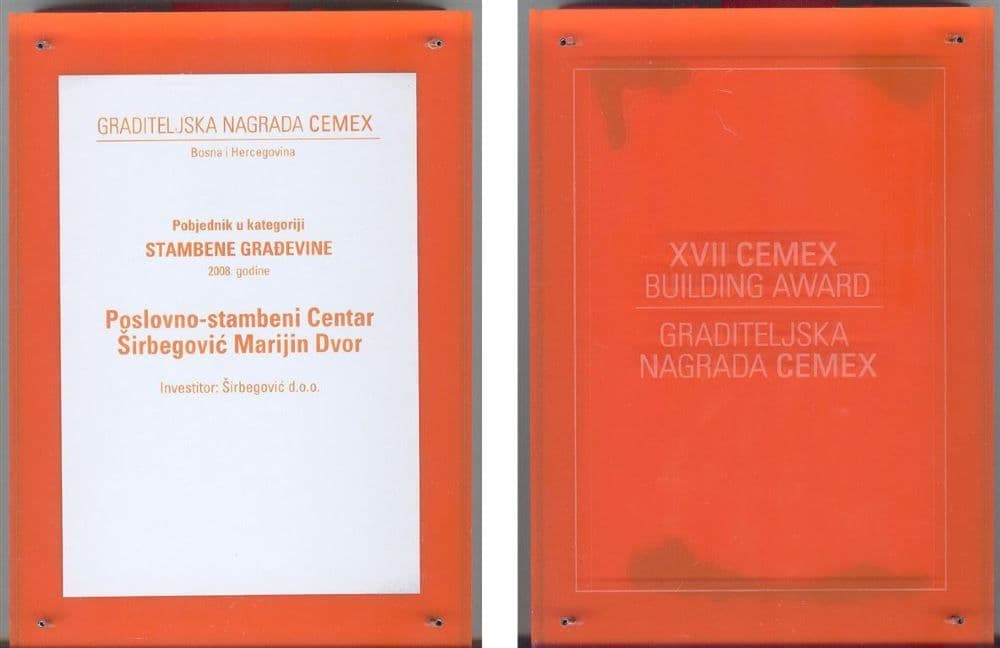 GRADITELJSKA NAGRADA CEMEX
Bosna i Hercegovina
Pobjednik u kategoriji
STAMBENE GRAĐEVINE
2008. godine
Poslovno-stambeni Centar
Širbegović Marijin Dvor
Investitor: Širbegović d.o.o.
XVII CEMEX
BUILDING AWARD
GRADITELJSKA
NAGRADA CEMEX